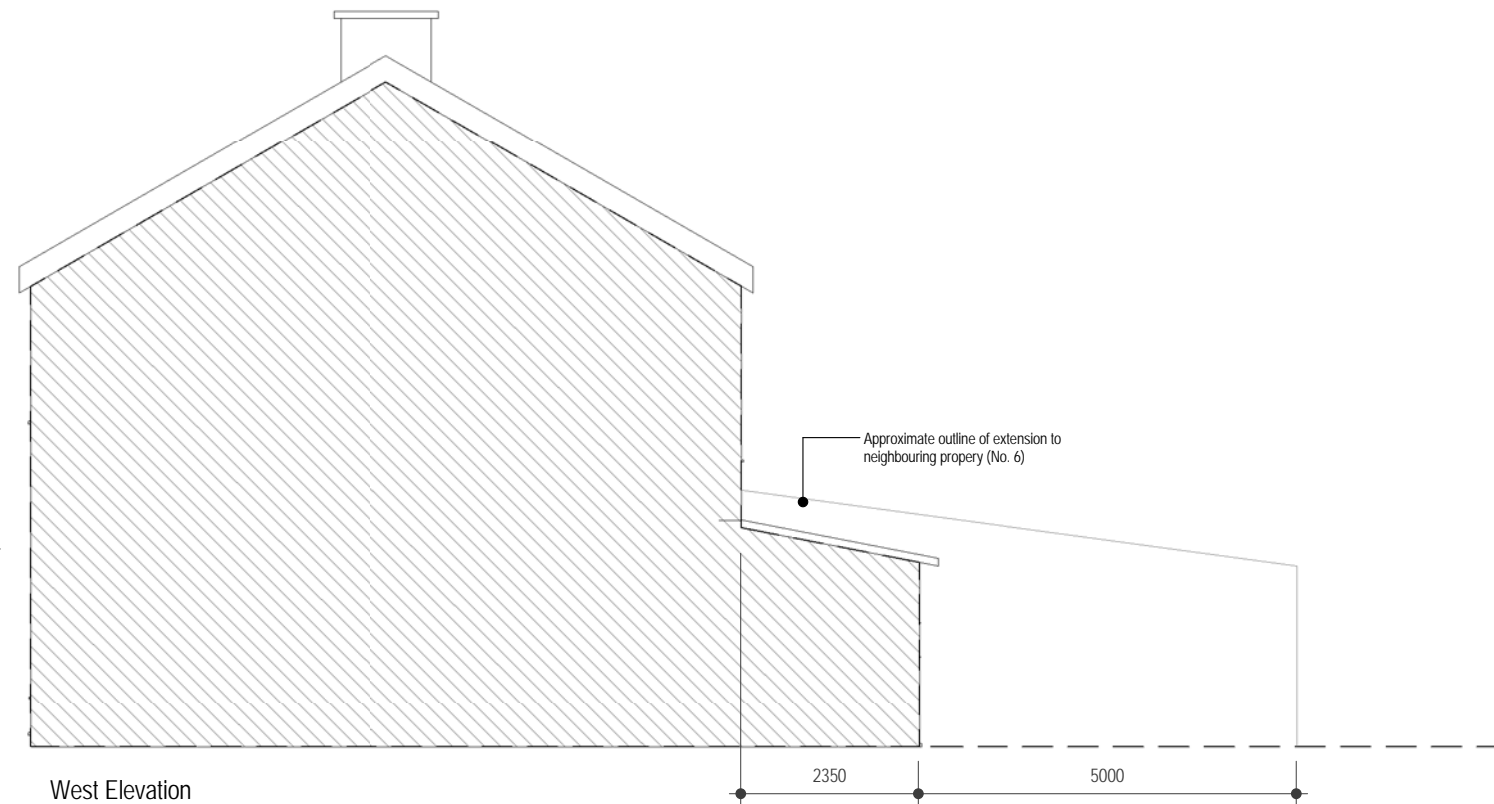 Approximate outline of extension to
neighbouring propery (No. 6)
2350
5000
West Elevation